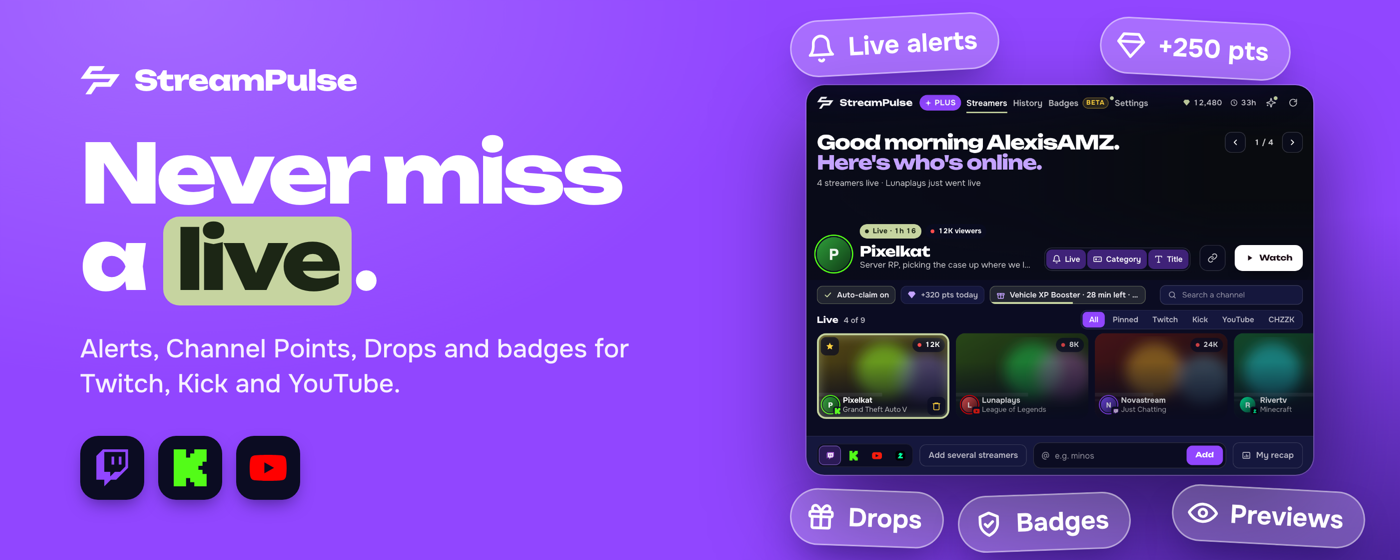 StreamPulse
Never miss
a live.
Alerts, Channel Points, Drops and badges for
Twitch, Kick and YouTube.
Live alerts
+250 pts
StreamPulse
+ PLUS
Streamers
History
Badges
BETA
Settings
12,480
33h
Good morning AlexisAMZ.
Here's who's online.
1 / 4
4 streamers live · Lunaplays just went live
Live · 1h 16
12K viewers
P
Pixelkat
Server RP, picking the case up where we l...
Live
Category
Title
Watch
Auto-claim on
+320 pts today
Vehicle XP Booster · 28 min left · ...
Search a channel
Live 4 of 9
All
Pinned
Twitch
Kick
YouTube
CHZZK
12K
8K
24K
P
Pixelkat
Grand Theft Auto V
L
Lunaplays
League of Legends
N
Novastream
Just Chatting
R
Rivertv
Minecraft
Add several streamers
@ e.g. minos
Add
My recap
Drops
Badges
Previews